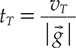 t_T = v_T / |g⃗|